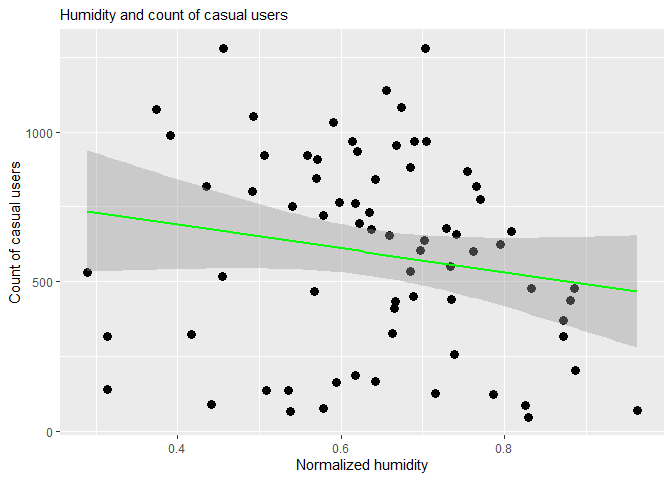 Humidity and count of casual users
Count of casual users
1000
500
0
0.4
0.6
0.8
Normalized humidity